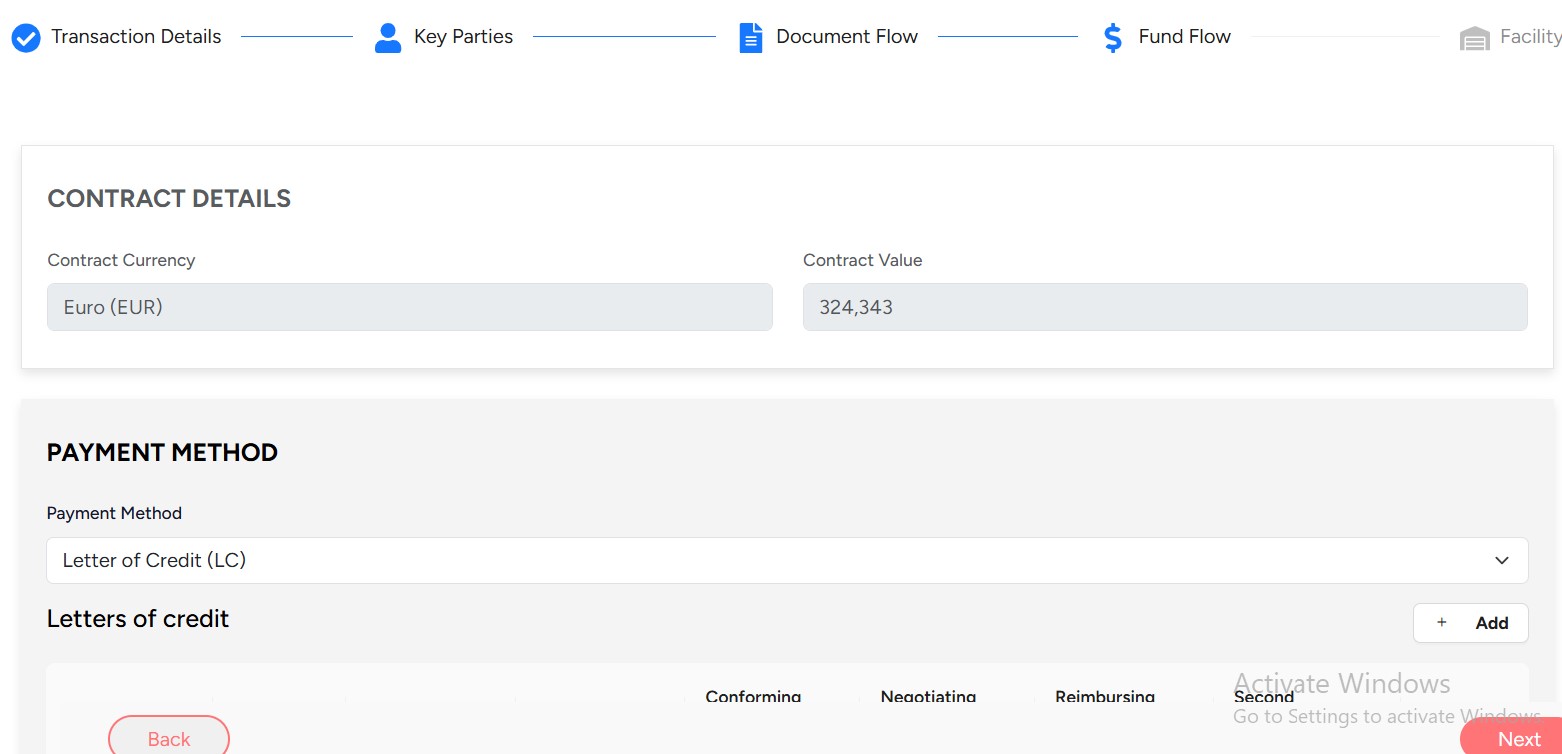 Transaction Details
Key Parties
Document Flow
Fund Flow
Facility
CONTRACT DETAILS
Contract Currency
Contract Value
Euro (EUR)
324,343
PAYMENT METHOD
Payment Method
Letter of Credit (LC)
Letters of credit
+ Add
Conforming
Negotiating
Reimbursing
Second
Activate Windows
Go to Settings to activate Windows.
Back
Next